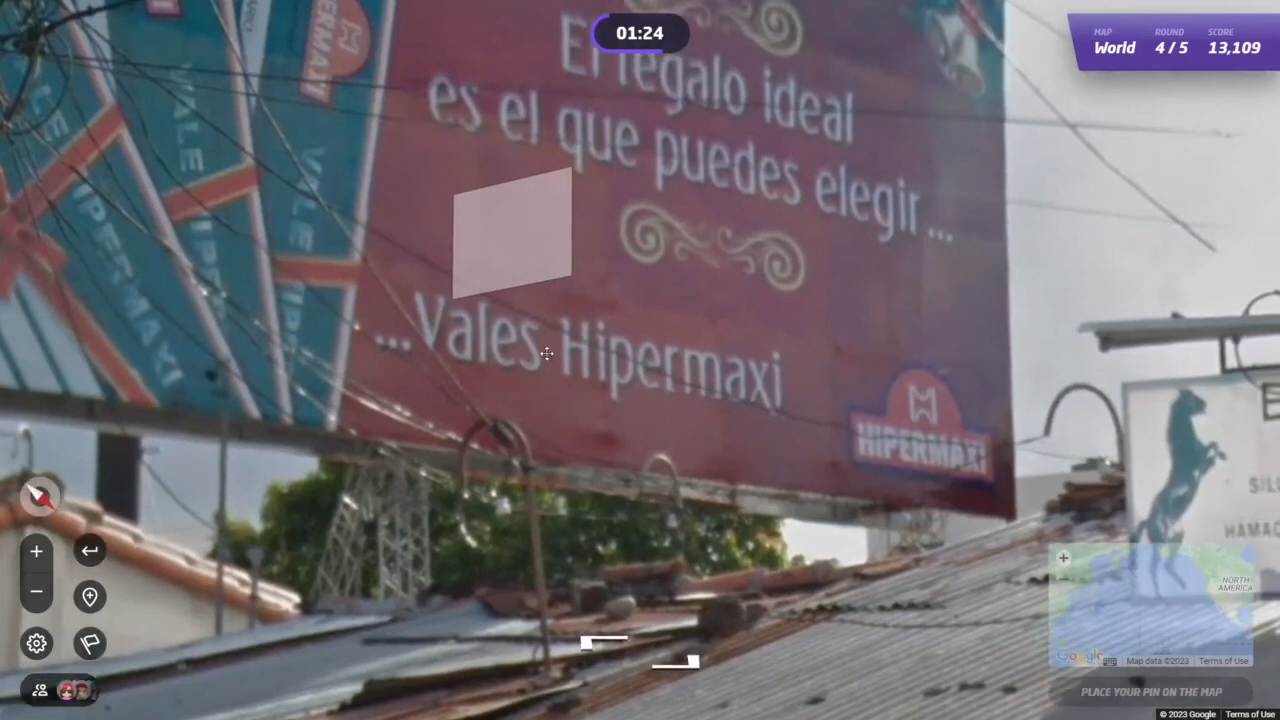 01:24
MAP
World
ROUND
4 / 5
SCORE
13,109
El regalo ideal
es el que puedes elegir...
...Vales Hipermaxi
HIPERMAXI
VALE
VALE
HIPERMAXI
NORTH AMERICA
Google
Map data ©2023
Terms of Use
PLACE YOUR PIN ON THE MAP
© 2023 Google
Terms of Use